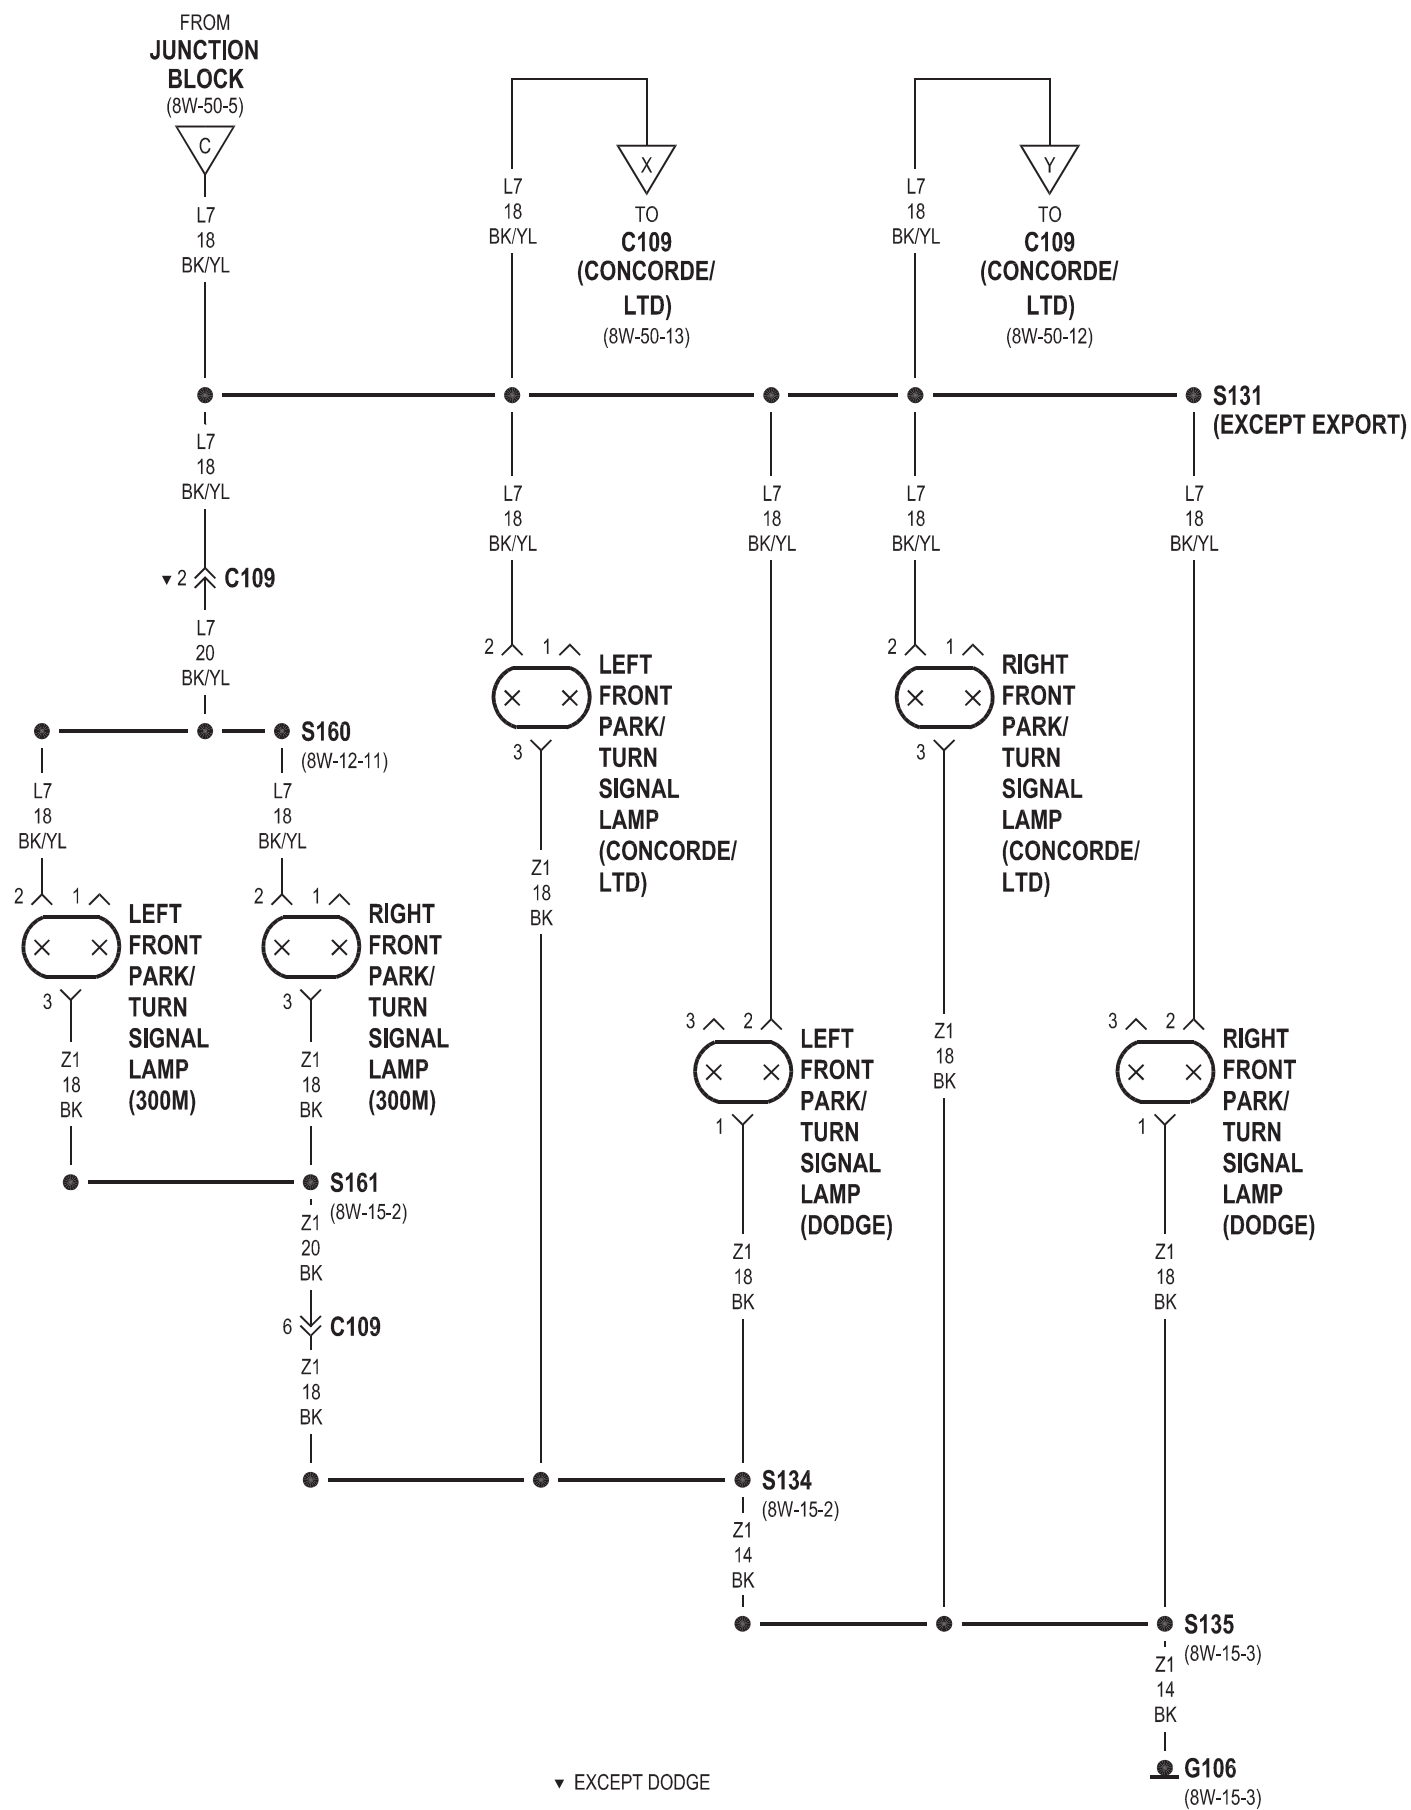 FROM
JUNCTION
BLOCK
(8W-50-5)
C
L7
18
BK/YL
L7
18
BK/YL
X
TO
C109
(CONCORDE/
LTD)
(8W-50-13)
L7
18
BK/YL
Y
TO
C109
(CONCORDE/
LTD)
(8W-50-12)
S131
(EXCEPT EXPORT)
L7
18
BK/YL
L7
18
BK/YL
L7
18
BK/YL
L7
18
BK/YL
L7
18
BK/YL
▼ 2 C109
L7
20
BK/YL
S160
(8W-12-11)
2 1
LEFT
FRONT
PARK/
TURN
SIGNAL
LAMP
(CONCORDE/
LTD)
3
2 1
RIGHT
FRONT
PARK/
TURN
SIGNAL
LAMP
(CONCORDE/
LTD)
3
L7
18
BK/YL
L7
18
BK/YL
Z1
18
BK
2 1
LEFT
FRONT
PARK/
TURN
SIGNAL
LAMP
(300M)
3
2 1
RIGHT
FRONT
PARK/
TURN
SIGNAL
LAMP
(300M)
3
Z1
18
BK
Z1
18
BK
Z1
18
BK
3 2
LEFT
FRONT
PARK/
TURN
SIGNAL
LAMP
(DODGE)
1
3 2
RIGHT
FRONT
PARK/
TURN
SIGNAL
LAMP
(DODGE)
1
S161
(8W-15-2)
Z1
20
BK
Z1
18
BK
Z1
18
BK
6 C109
Z1
18
BK
S134
(8W-15-2)
Z1
14
BK
S135
(8W-15-3)
Z1
14
BK
G106
(8W-15-3)
▼ EXCEPT DODGE